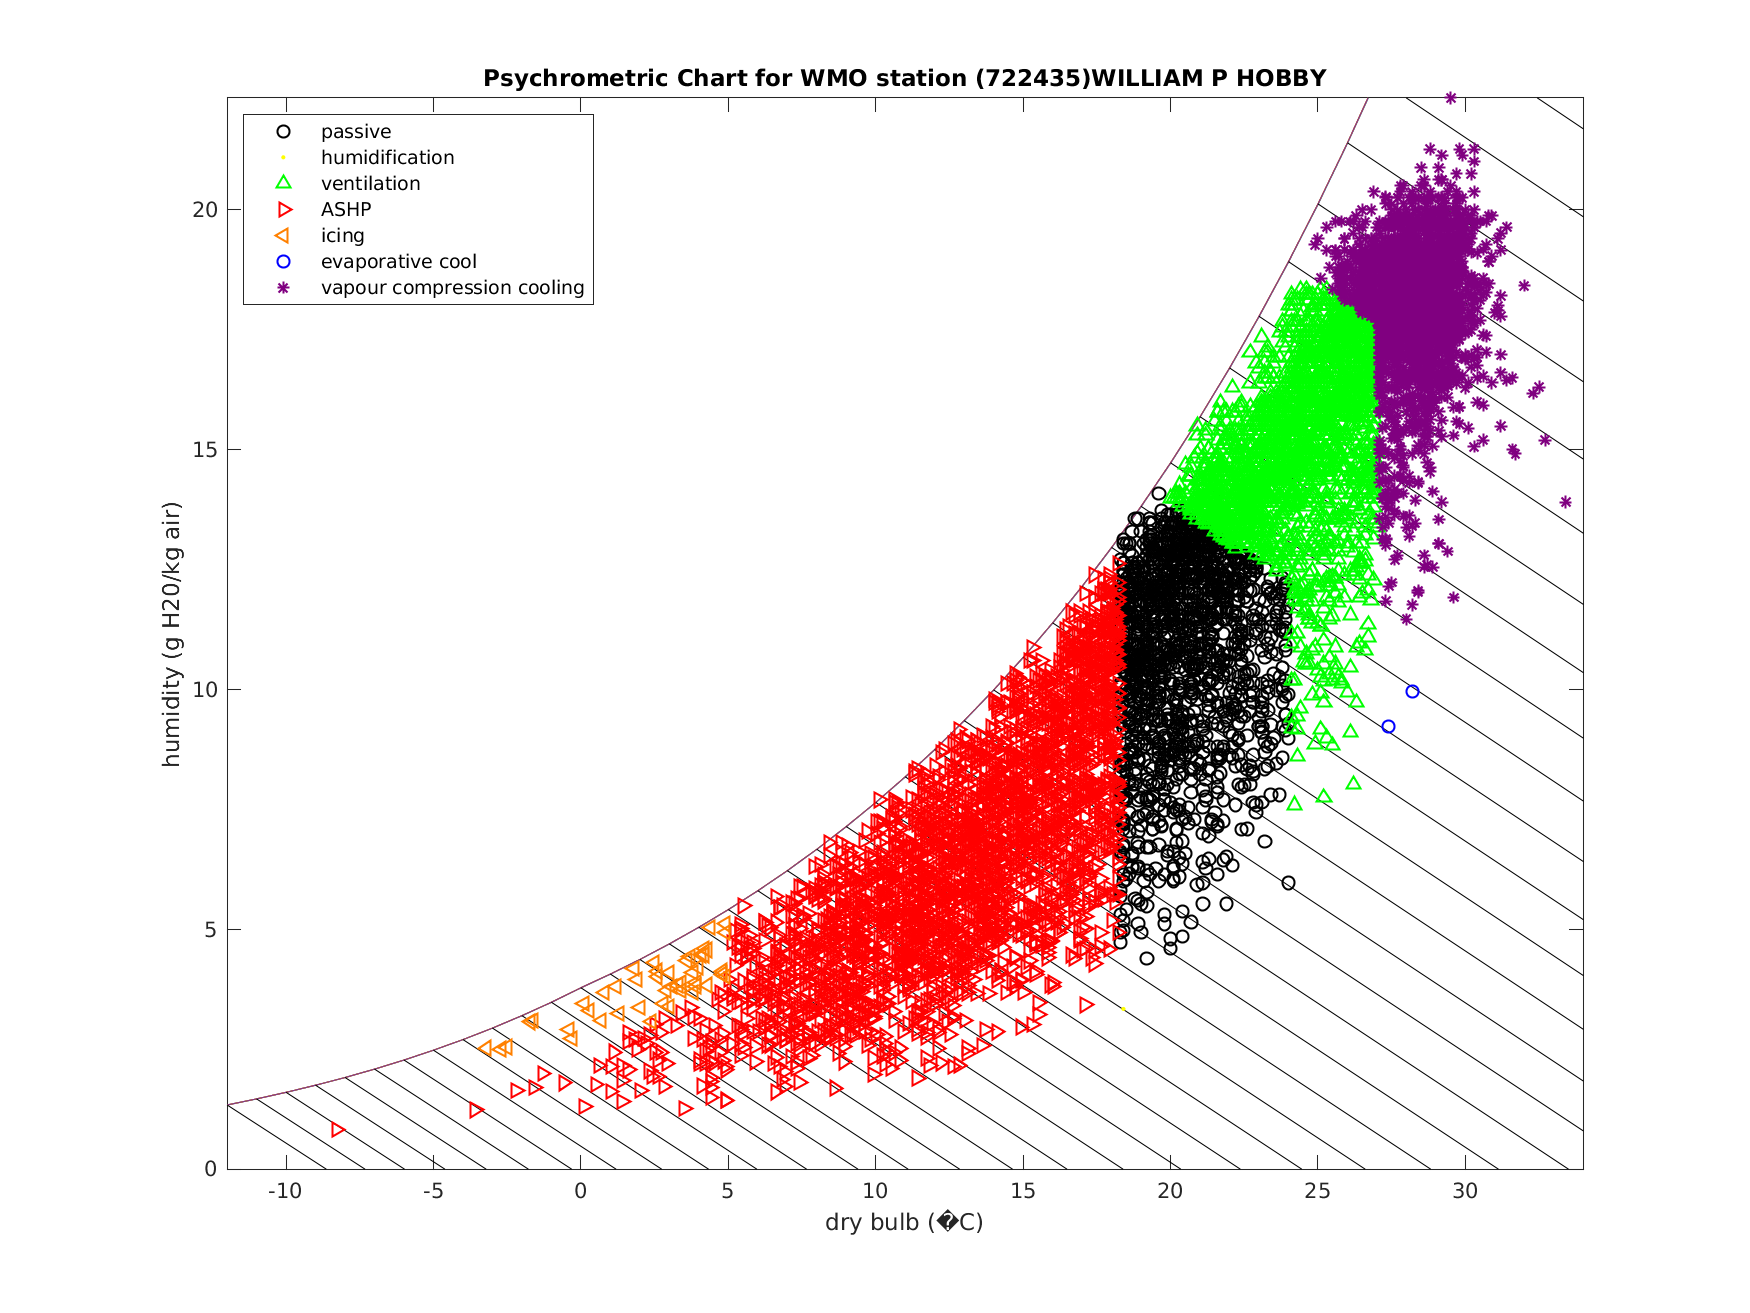 Psychrometric Chart for WMO station (722435)WILLIAM P HOBBY
passive
humidification
ventilation
ASHP
icing
evaporative cool
vapour compression cooling
humidity (g H20/kg air)
20
15
10
5
0
-10 -5 0 5 10 15 20 25 30
dry bulb (�C)